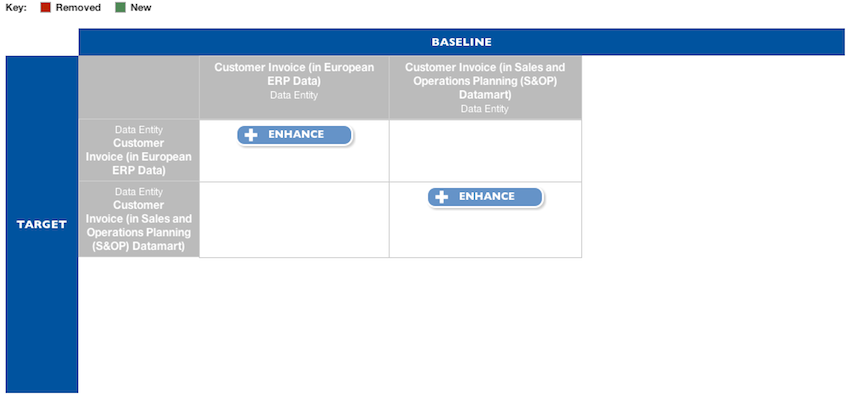 Key: Removed New
BASELINE
Customer Invoice (in European
ERP Data)
Data Entity
Customer Invoice (in Sales and
Operations Planning (S&OP)
Datamart)
Data Entity
TARGET
Data Entity
Customer
Invoice (in European
ERP Data)
ENHANCE
Data Entity
Customer
Invoice (in Sales and
Operations Planning
(S&OP) Datamart)
ENHANCE